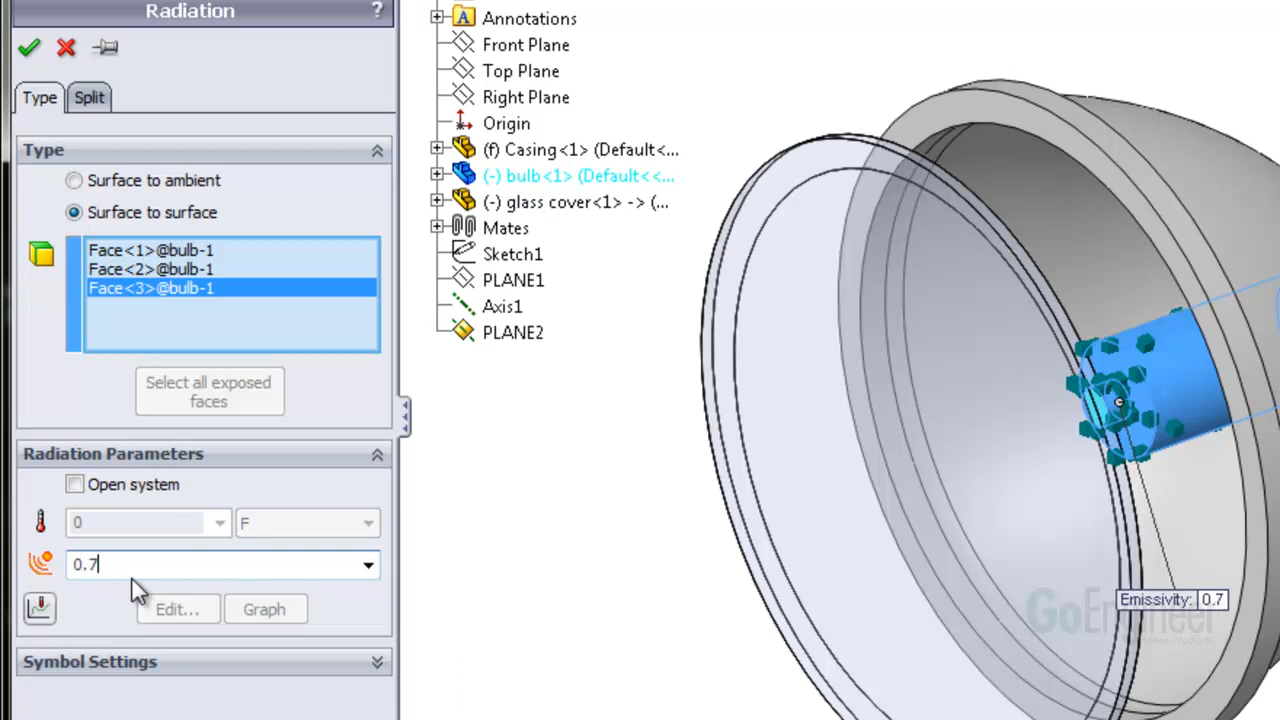 Radiation
?
Type
Split
Type
Surface to ambient
Surface to surface
Face<1>@bulb-1
Face<2>@bulb-1
Face<3>@bulb-1
Select all exposed
faces
Radiation Parameters
Open system
0
F
0.7
Edit...
Graph
Symbol Settings
A
Annotations
Front Plane
Top Plane
Right Plane
Origin
(f) Casing<1> (Default<...
(-) bulb<1> (Default<<...
(-) glass cover<1> -> (...
Mates
Sketch1
PLANE1
Axis1
PLANE2
Emissivity: 0.7
GoEngineer